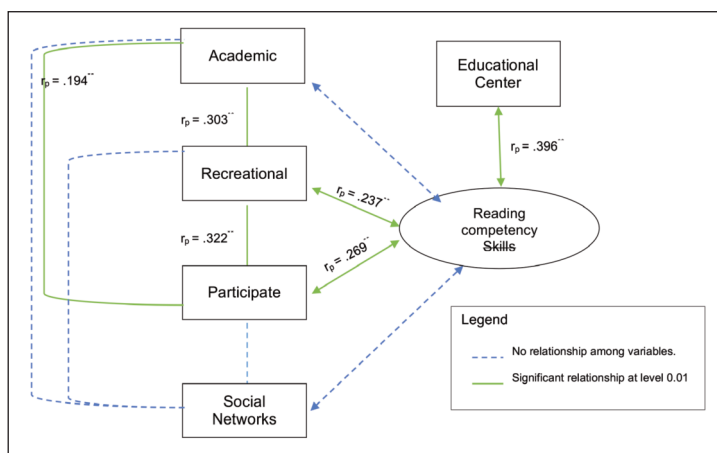 Academic
Educational
Center
rp = .194**
rp = .303**
rp = .396**
Recreational
rp = .237**
Reading
competency
Skills
rp = .322**
rp = .269**
Participate
Legend
No relationship among variables.
Significant relationship at level 0.01
Social
Networks